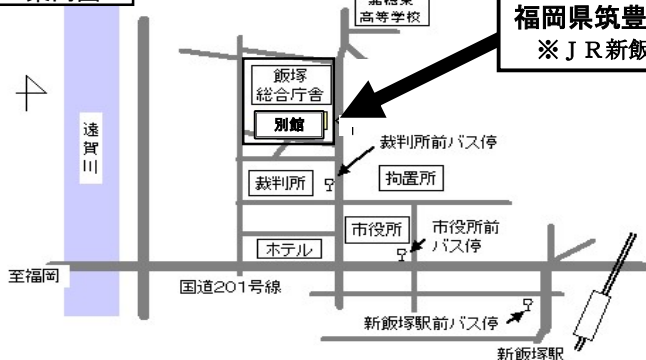 高等学校
福岡県筑豊
※ＪＲ新飯
飯塚
総合庁舎
別館
遠賀川
裁判所前バス停
裁判所
拘置所
市役所
市役所前
バス停
ホテル
至福岡
国道201号線
新飯塚駅前バス停
新飯塚駅